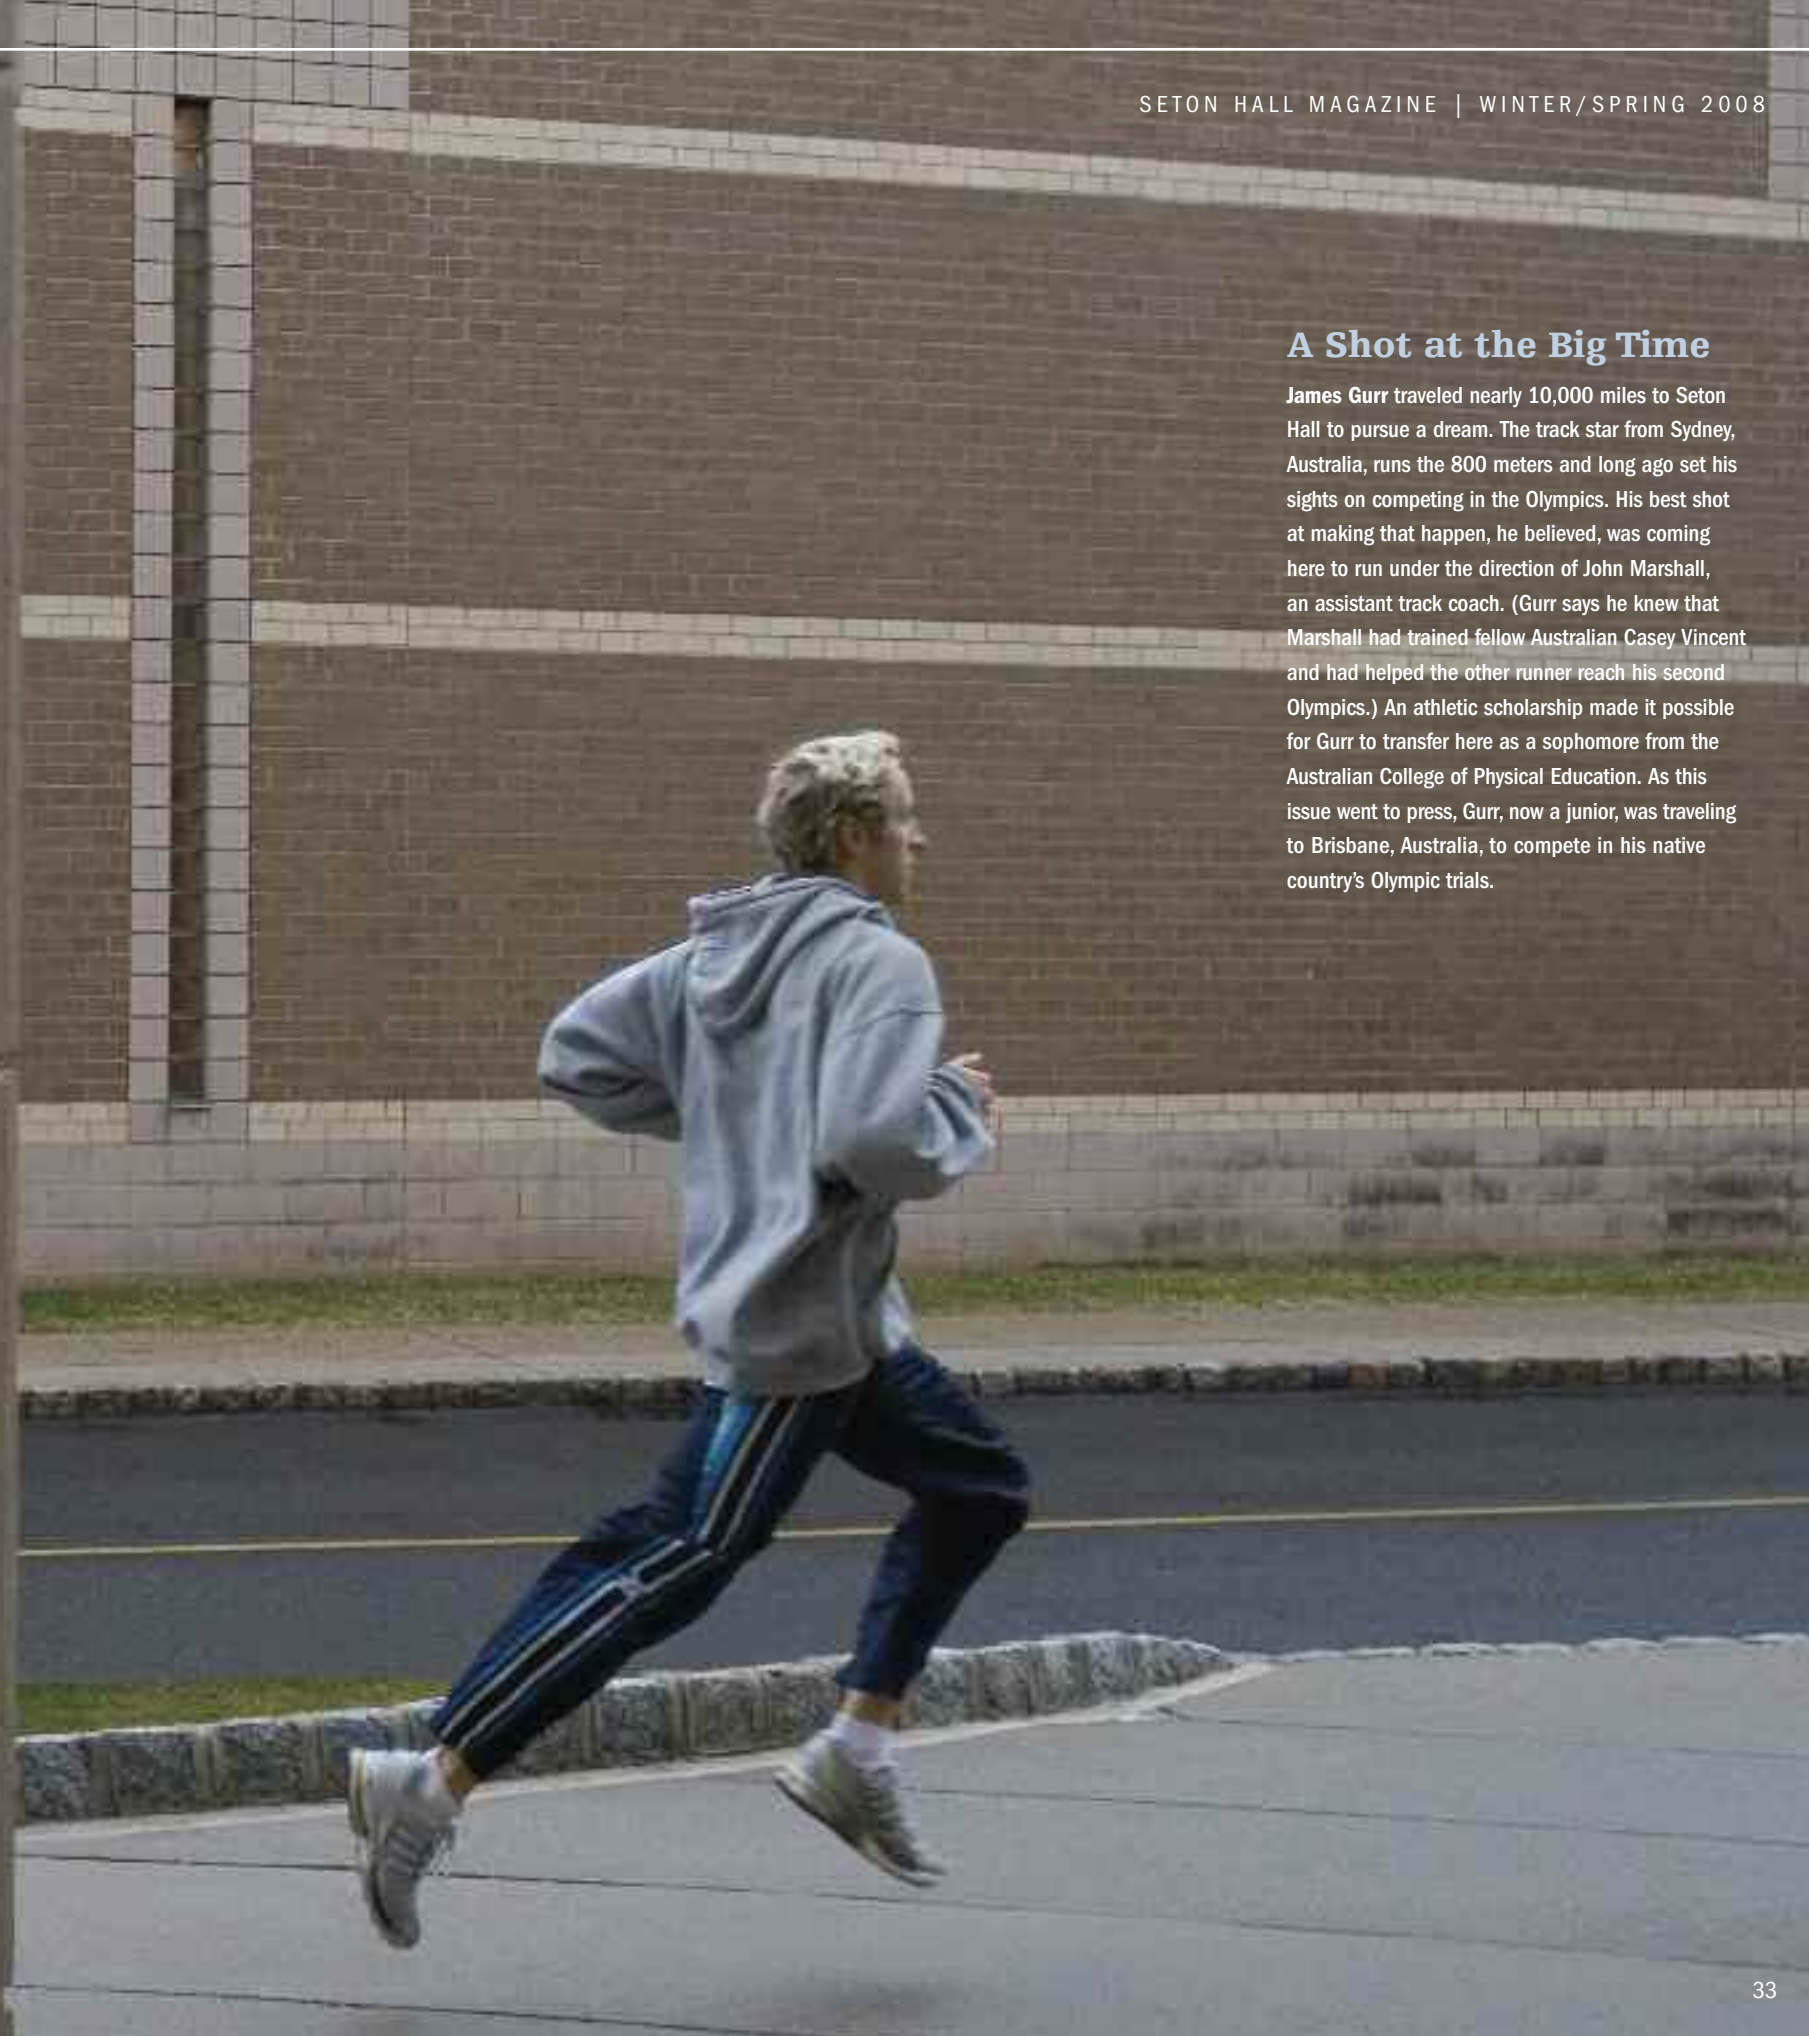 SETON HALL MAGAZINE | WINTER/SPRING 2008
A Shot at the Big Time
James Gurr traveled nearly 10,000 miles to Seton
Hall to pursue a dream. The track star from Sydney,
Australia, runs the 800 meters and long ago set his
sights on competing in the Olympics. His best shot
at making that happen, he believed, was coming
here to run under the direction of John Marshall,
an assistant track coach. (Gurr says he knew that
Marshall had trained fellow Australian Casey Vincent
and had helped the other runner reach his second
Olympics.) An athletic scholarship made it possible
for Gurr to transfer here as a sophomore from the
Australian College of Physical Education. As this
issue went to press, Gurr, now a junior, was traveling
to Brisbane, Australia, to compete in his native
country’s Olympic trials.
33